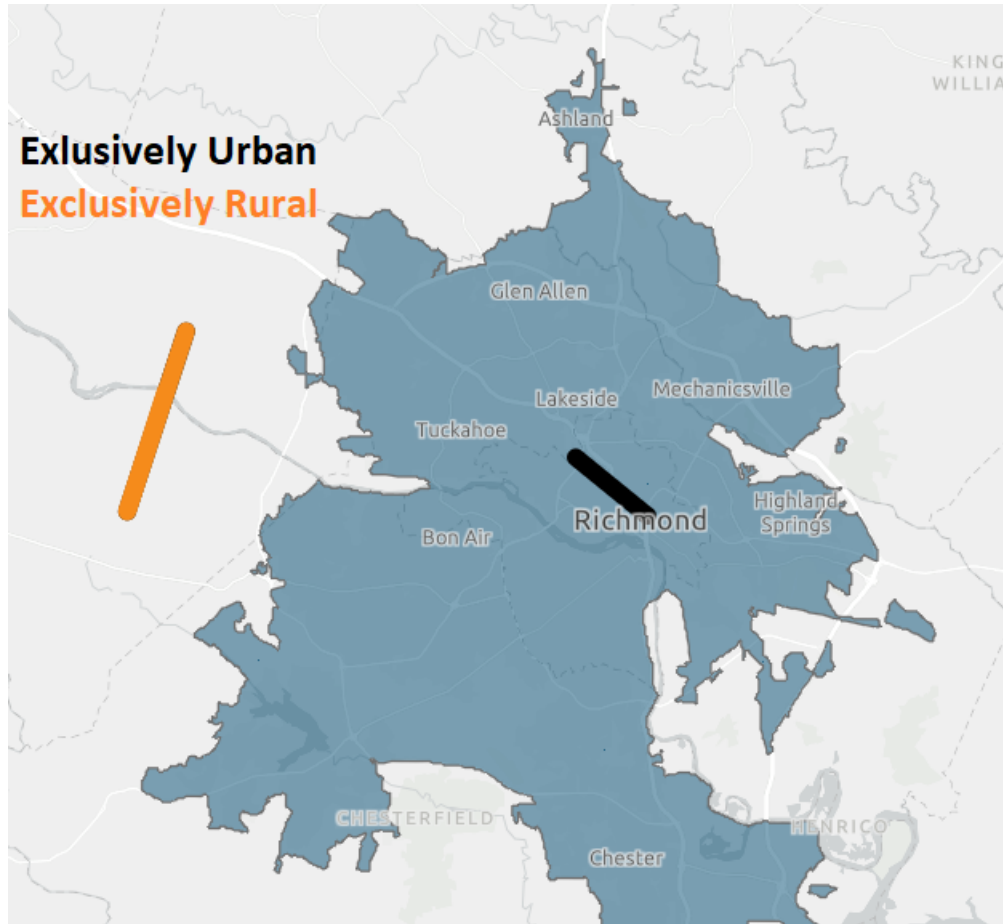 KING
WILLIA
Ashland
Exlusively Urban
Exclusively Rural
Glen Allen
Mechanicsville
Lakeside
Tuckahoe
Highland
Springs
Richmond
Bon Air
CHESTERFIELD
HENRICO
Chester